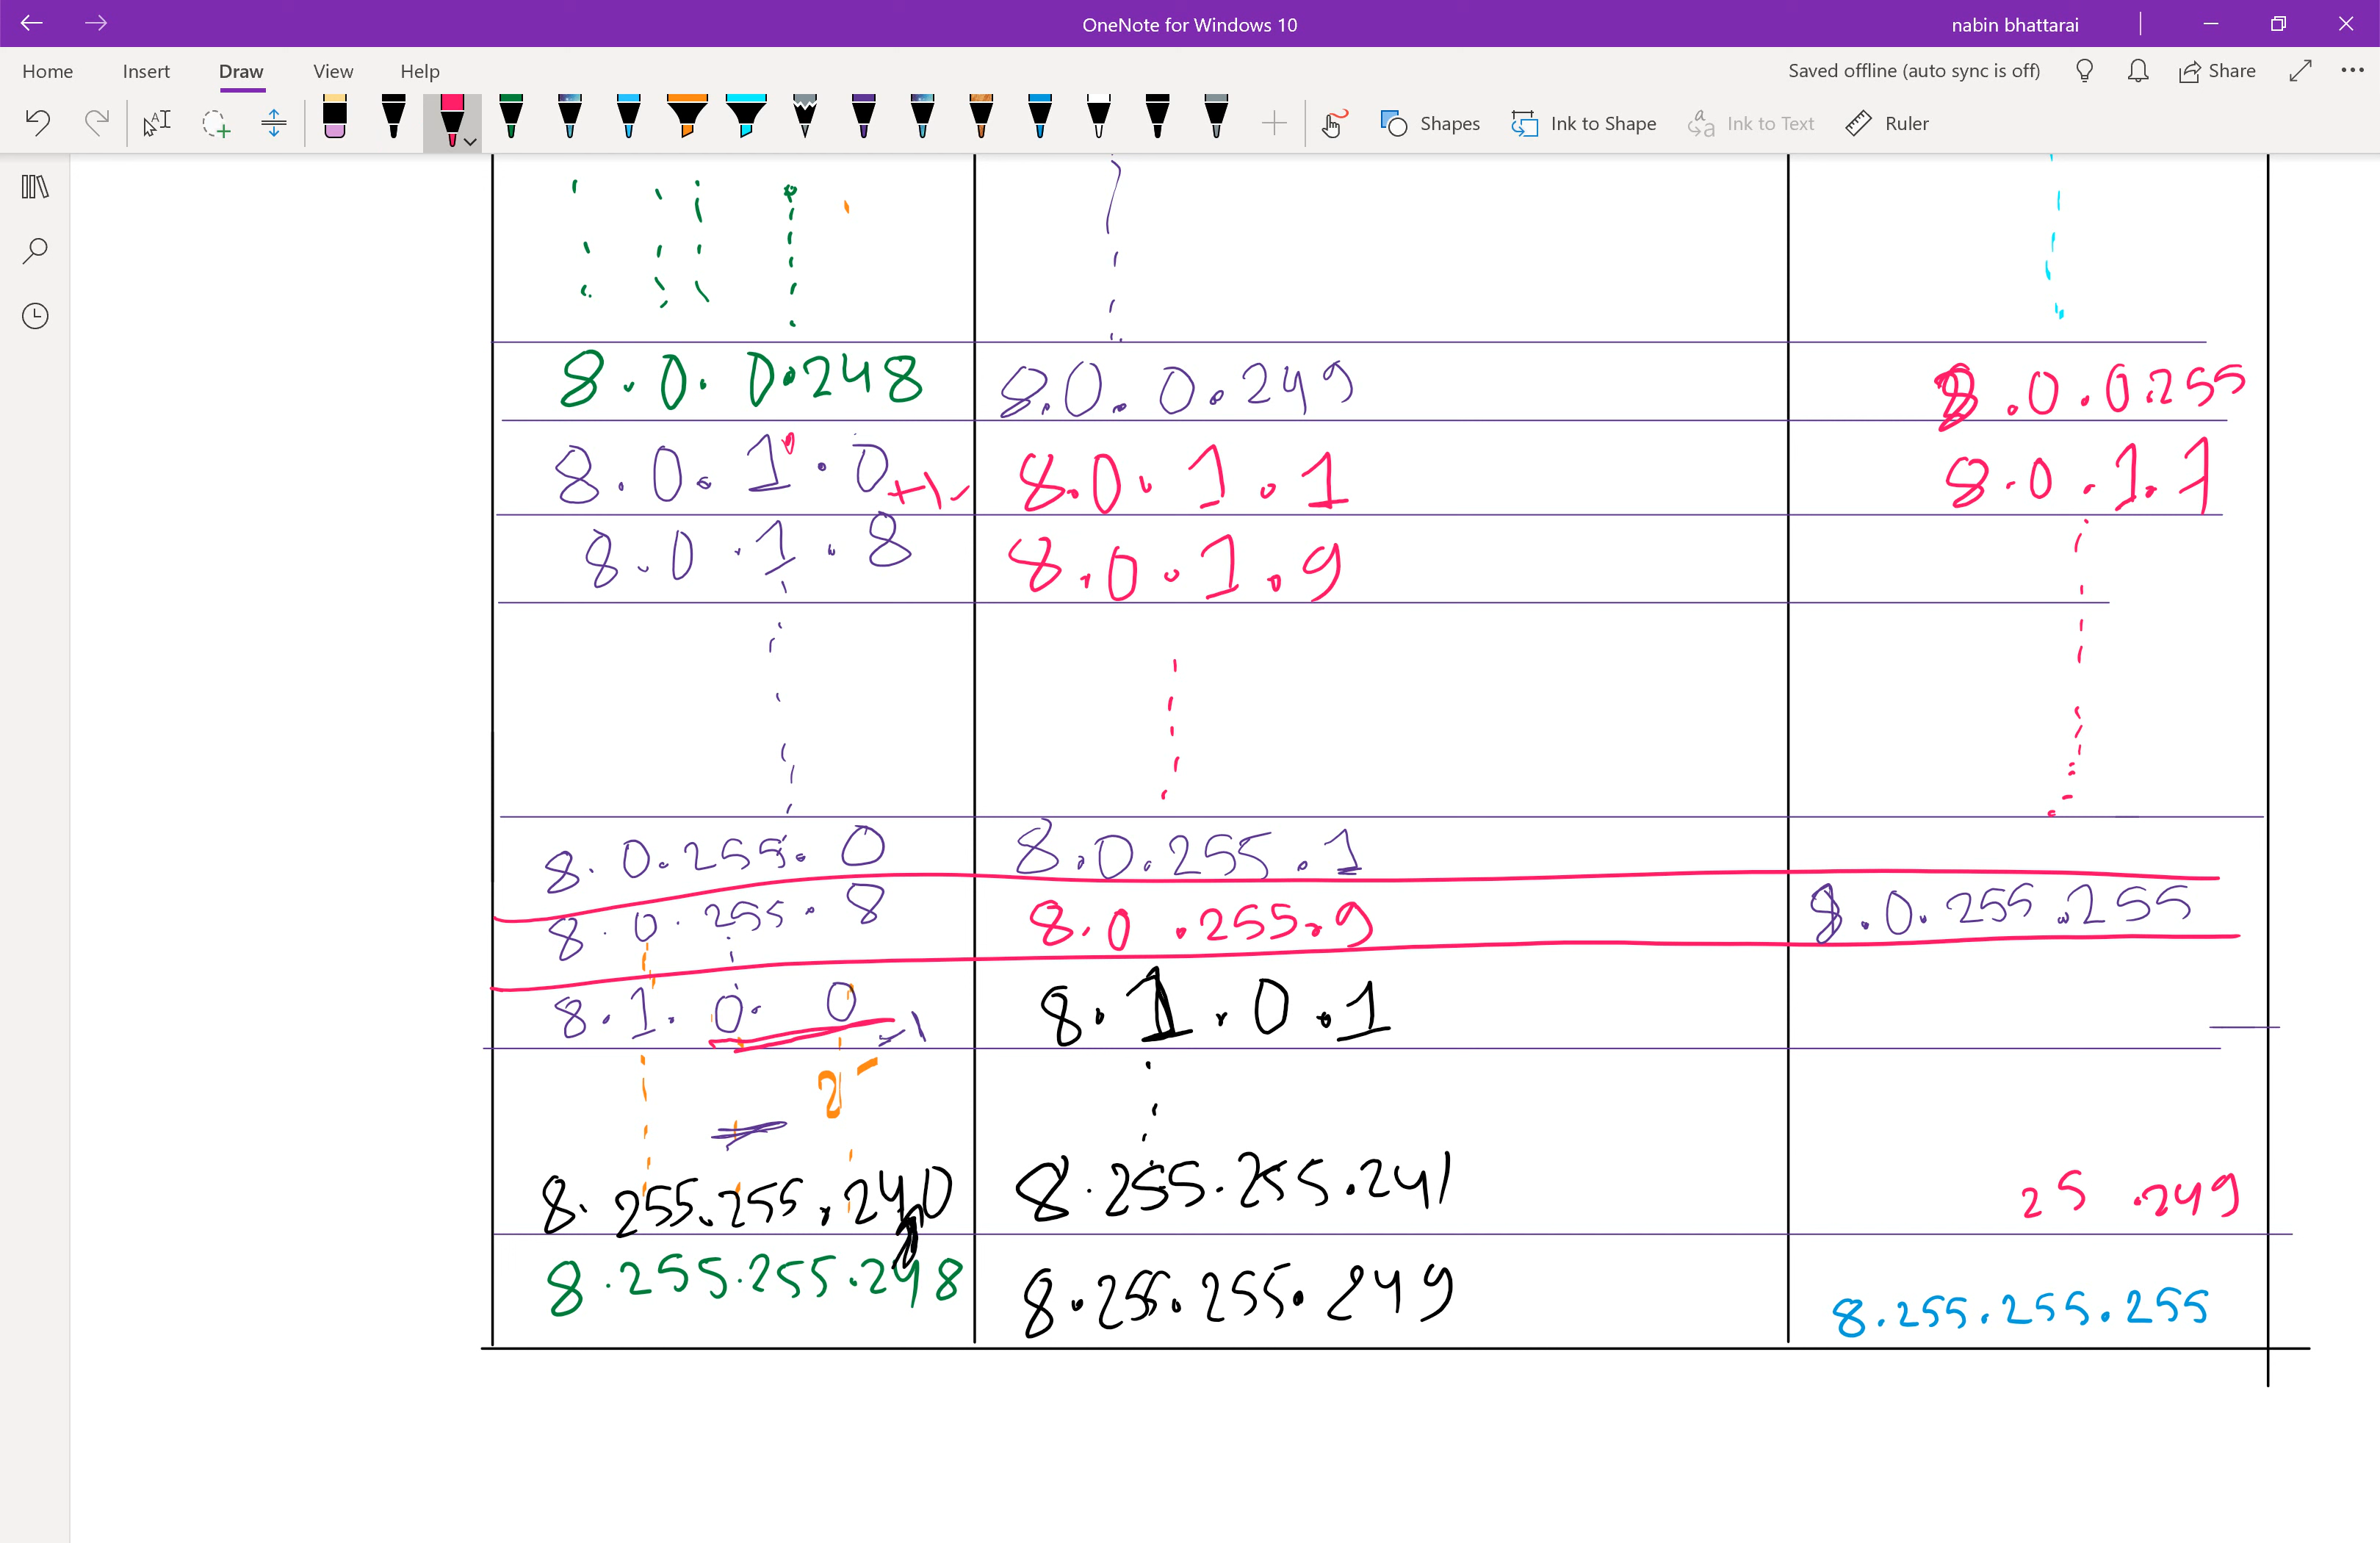 OneNote for Windows 10
nabin bhattarai
Home Insert Draw View Help
Saved offline (auto sync is off) Share
Shapes Ink to Shape Ink to Text Ruler
8.0.0.248 8.0.0.249 8.0.0.255
8.0.1.0 +1 8.0.1.1 8.0.1.7
8.0.1.8 8.0.1.9
8.0.255.0 8.0.255.1
8.0.255.8 8.0.255.9 8.0.255.255
8.1.0.0 -1 8.1.0.1
8.255.255.240 8.255.255.241 25 .249
8.255.255.248 8.255.255.249 8.255.255.255